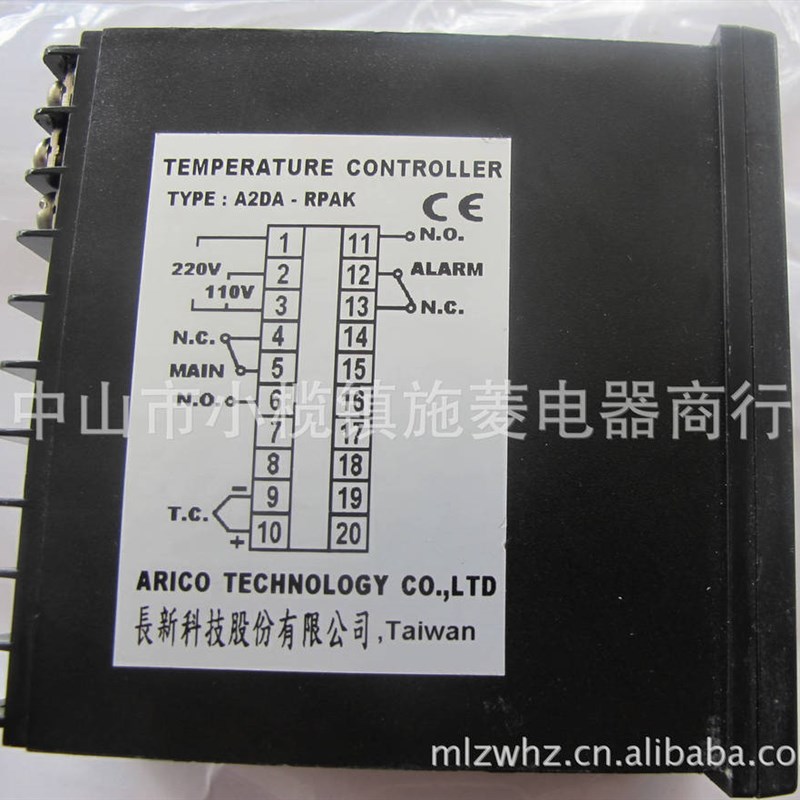 TEMPERATURE CONTROLLER
TYPE : A2DA - RPAK
CE
1 11 N.O.
220V 2 12 ALARM
110V 3 13 N.C.
N.C. 4 14
MAIN 5 15
N.O. 6 16
中山市小榄镇施菱电器商行
7 17
8 18
- 9 19
T.C.
+ 10 20
ARICO TECHNOLOGY CO.,LTD
長新科技股份有限公司,Taiwan
mlzwhz.cn.alibaba.co